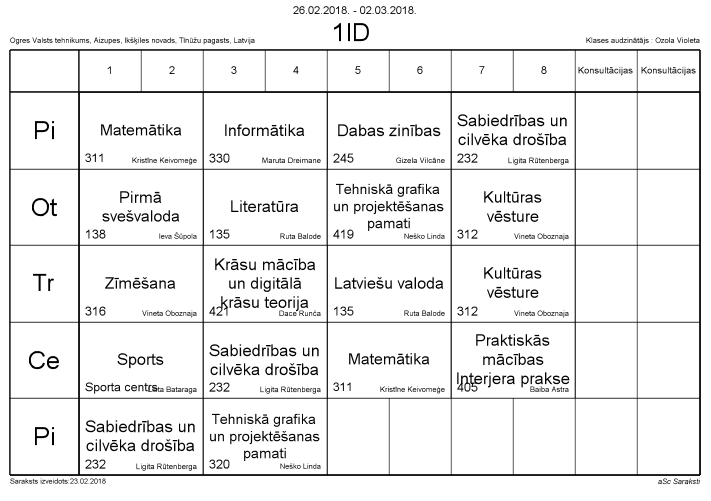 26.02.2018. - 02.03.2018.
Ogres Valsts tehnikums, Aizupes, Ikšķiles novads, Tīnūžu pagasts, Latvija
1ID
Klases audzinātājs : Ozola Violeta
1 2 3 4 5 6 7 8 Konsultācijas Konsultācijas
Pi
Matemātika
311 Kristīne Keivomeģe
Informātika
330 Maruta Dreimane
Dabas zinības
245 Gizela Vilcāne
Sabiedrības un
cilvēka drošība
232 Ligita Rūtenberga
Ot
Pirmā
svešvaloda
138 Ieva Šūpola
Literatūra
135 Ruta Balode
Tehniskā grafika
un projektēšanas
pamati
419 Neško Linda
Kultūras
vēsture
312 Vineta Oboznaja
Tr
Zīmēšana
316 Vineta Oboznaja
Krāsu mācība
un digitālā
krāsu teorija
421 Dace Runča
Latviešu valoda
135 Ruta Balode
Kultūras
vēsture
312 Vineta Oboznaja
Ce
Sports
Sporta centrs Bataraga
Sabiedrības un
cilvēka drošība
232 Ligita Rūtenberga
Matemātika
311 Kristīne Keivomeģe
Praktiskās
mācības
Interjera prakse
405 Baiba Astra
Pi
Sabiedrības un
cilvēka drošība
232 Ligita Rūtenberga
Tehniskā grafika
un projektēšanas
pamati
320 Neško Linda
Saraksts izveidots:23.02.2018
aSc Saraksti